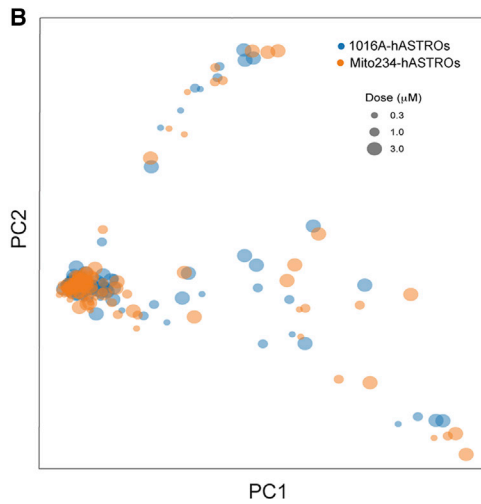 B
1016A-hASTROs
Mito234-hASTROs
Dose (μM)
0.3
1.0
3.0
PC2
PC1